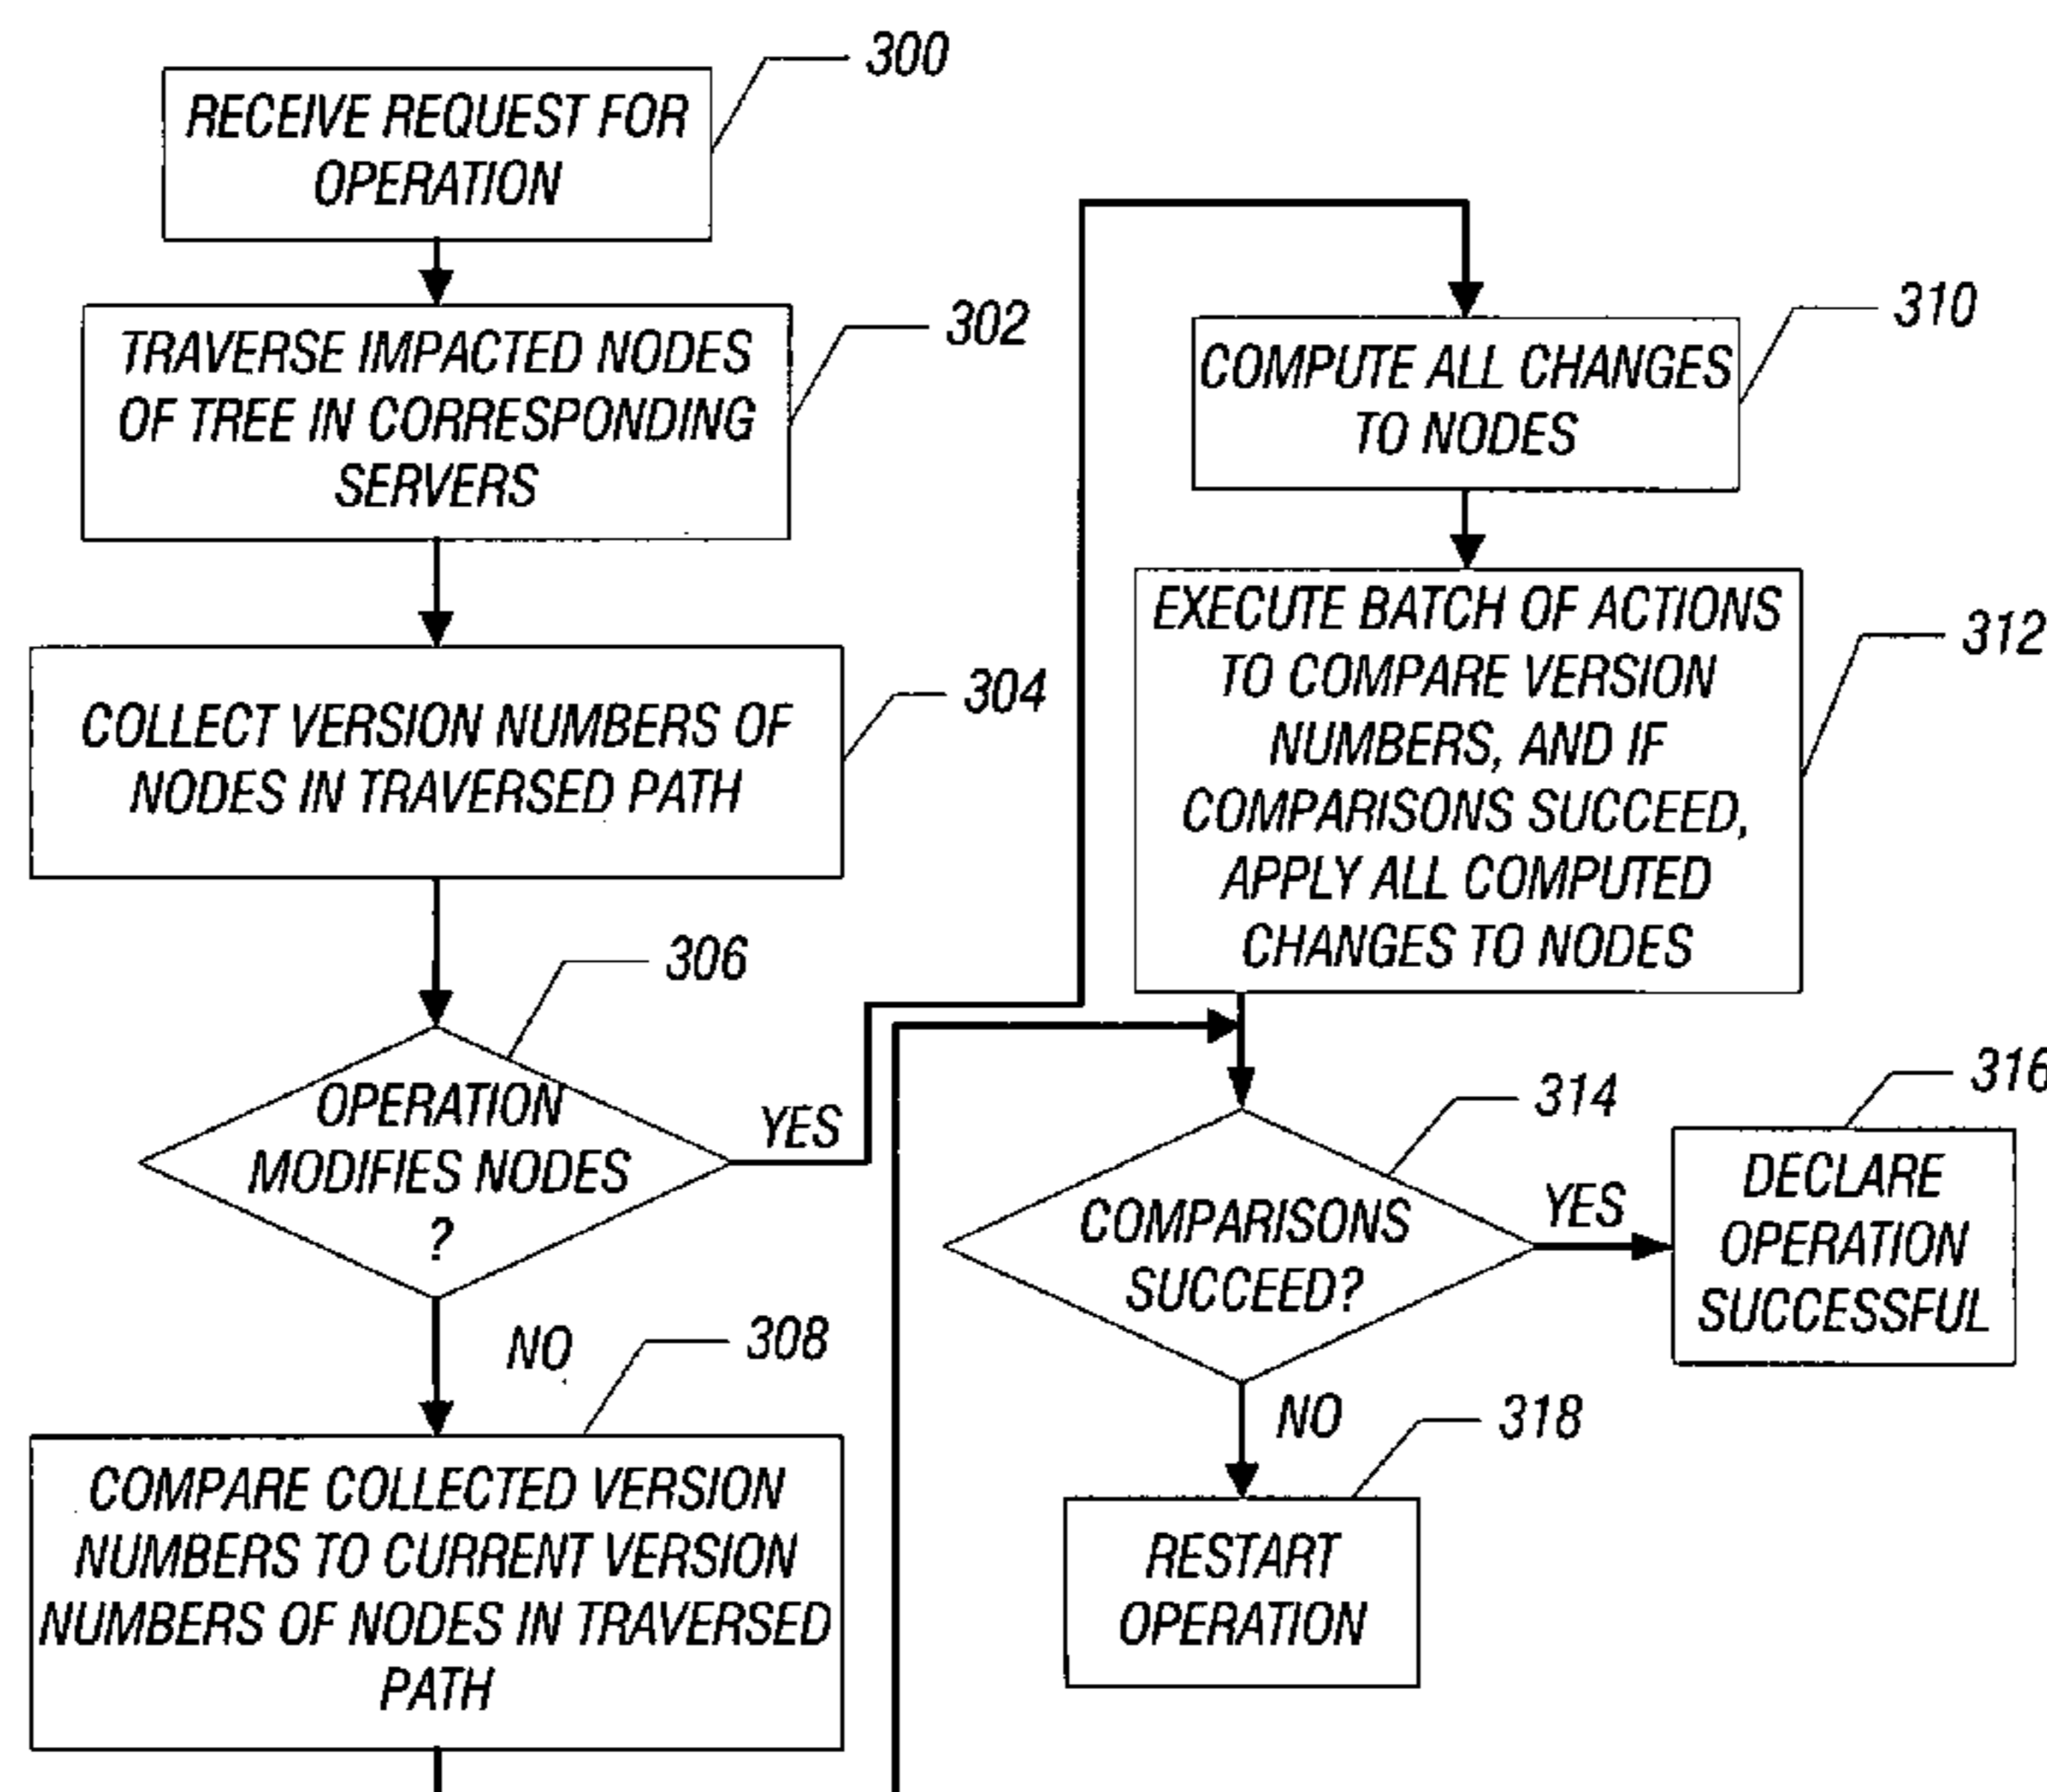 300
RECEIVE REQUEST FOR
OPERATION
302
TRAVERSE IMPACTED NODES
OF TREE IN CORRESPONDING
SERVERS
304
COLLECT VERSION NUMBERS OF
NODES IN TRAVERSED PATH
306
OPERATION
MODIFIES NODES
?
YES
NO
308
COMPARE COLLECTED VERSION
NUMBERS TO CURRENT VERSION
NUMBERS OF NODES IN TRAVERSED
PATH
310
COMPUTE ALL CHANGES
TO NODES
312
EXECUTE BATCH OF ACTIONS
TO COMPARE VERSION
NUMBERS, AND IF
COMPARISONS SUCCEED,
APPLY ALL COMPUTED
CHANGES TO NODES
314
COMPARISONS
SUCCEED?
YES
316
DECLARE
OPERATION
SUCCESSFUL
NO
318
RESTART
OPERATION